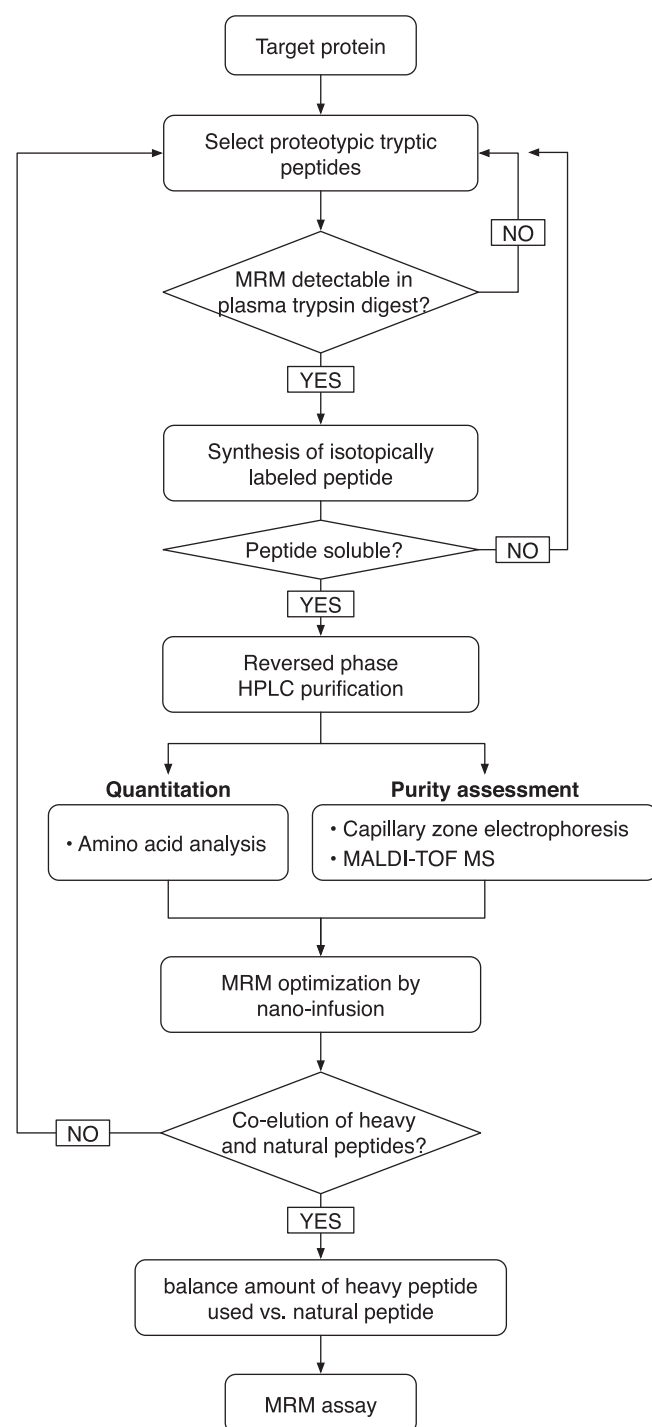 Target protein
Select proteotypic tryptic
peptides
NO
MRM detectable in
plasma trypsin digest?
YES
Synthesis of isotopically
labeled peptide
Peptide soluble?
NO
YES
Reversed phase
HPLC purification
Quantitation
• Amino acid analysis
Purity assessment
• Capillary zone electrophoresis
• MALDI-TOF MS
MRM optimization by
nano-infusion
Co-elution of heavy
and natural peptides?
NO
YES
balance amount of heavy peptide
used vs. natural peptide
MRM assay